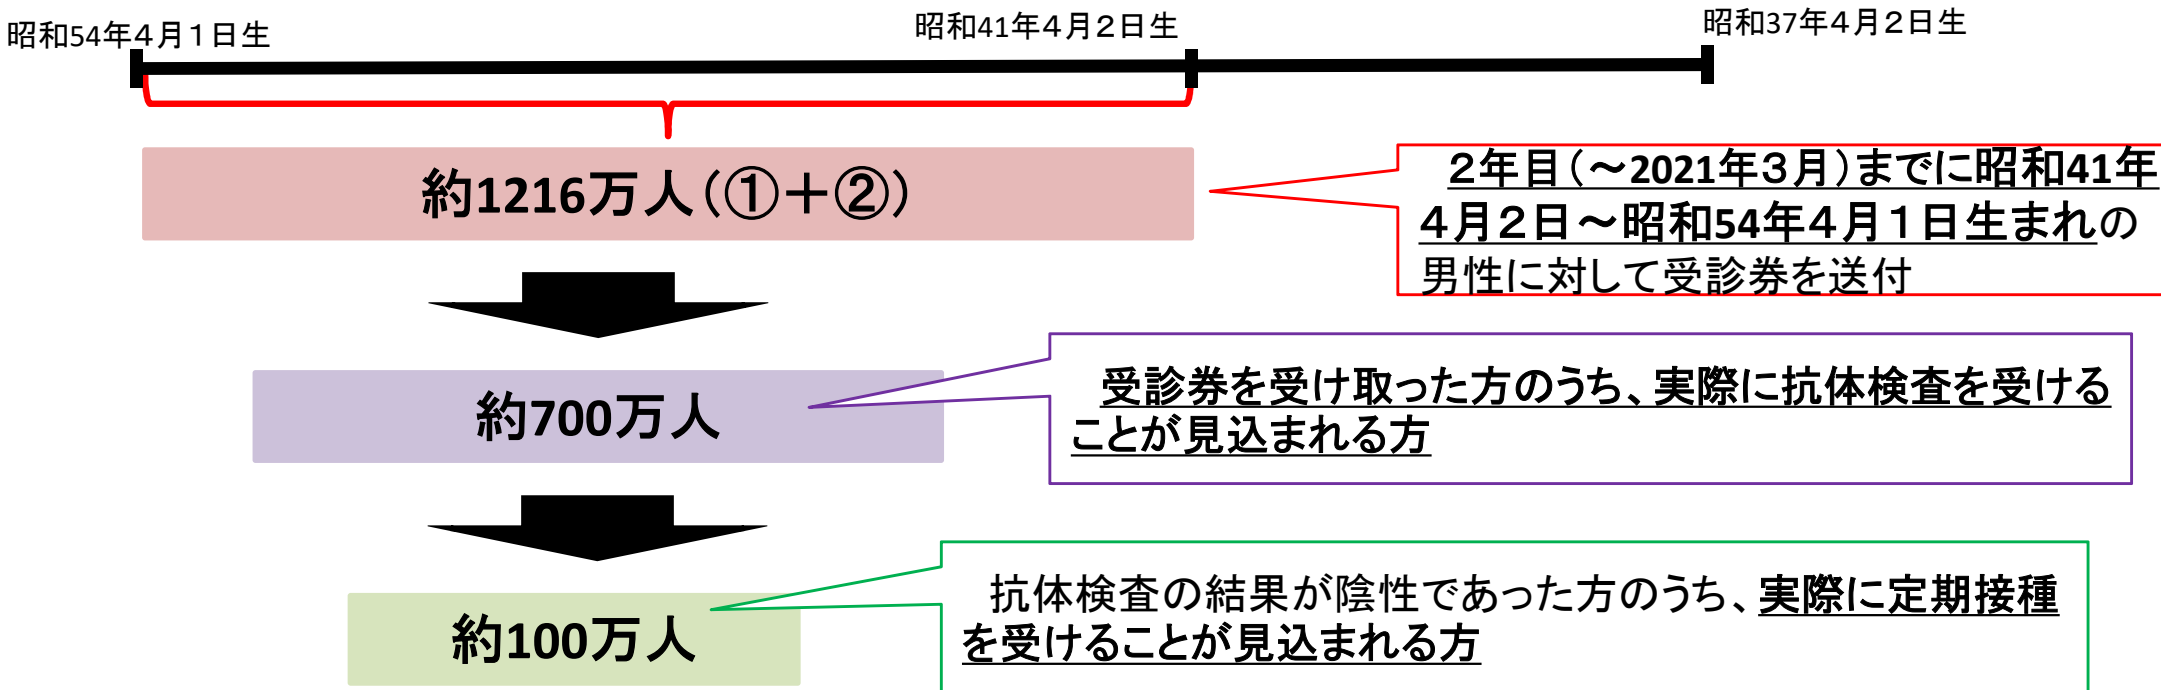 昭和54年４月１日生
昭和41年４月２日生
昭和37年４月２日生
約1216万人（①＋②）
２年目（～2021年３月）までに昭和41年
４月２日～昭和54年４月１日生まれの
男性に対して受診券を送付
約700万人
受診券を受け取った方のうち、実際に抗体検査を受ける
ことが見込まれる方
約100万人
抗体検査の結果が陰性であった方のうち、実際に定期接種
を受けることが見込まれる方